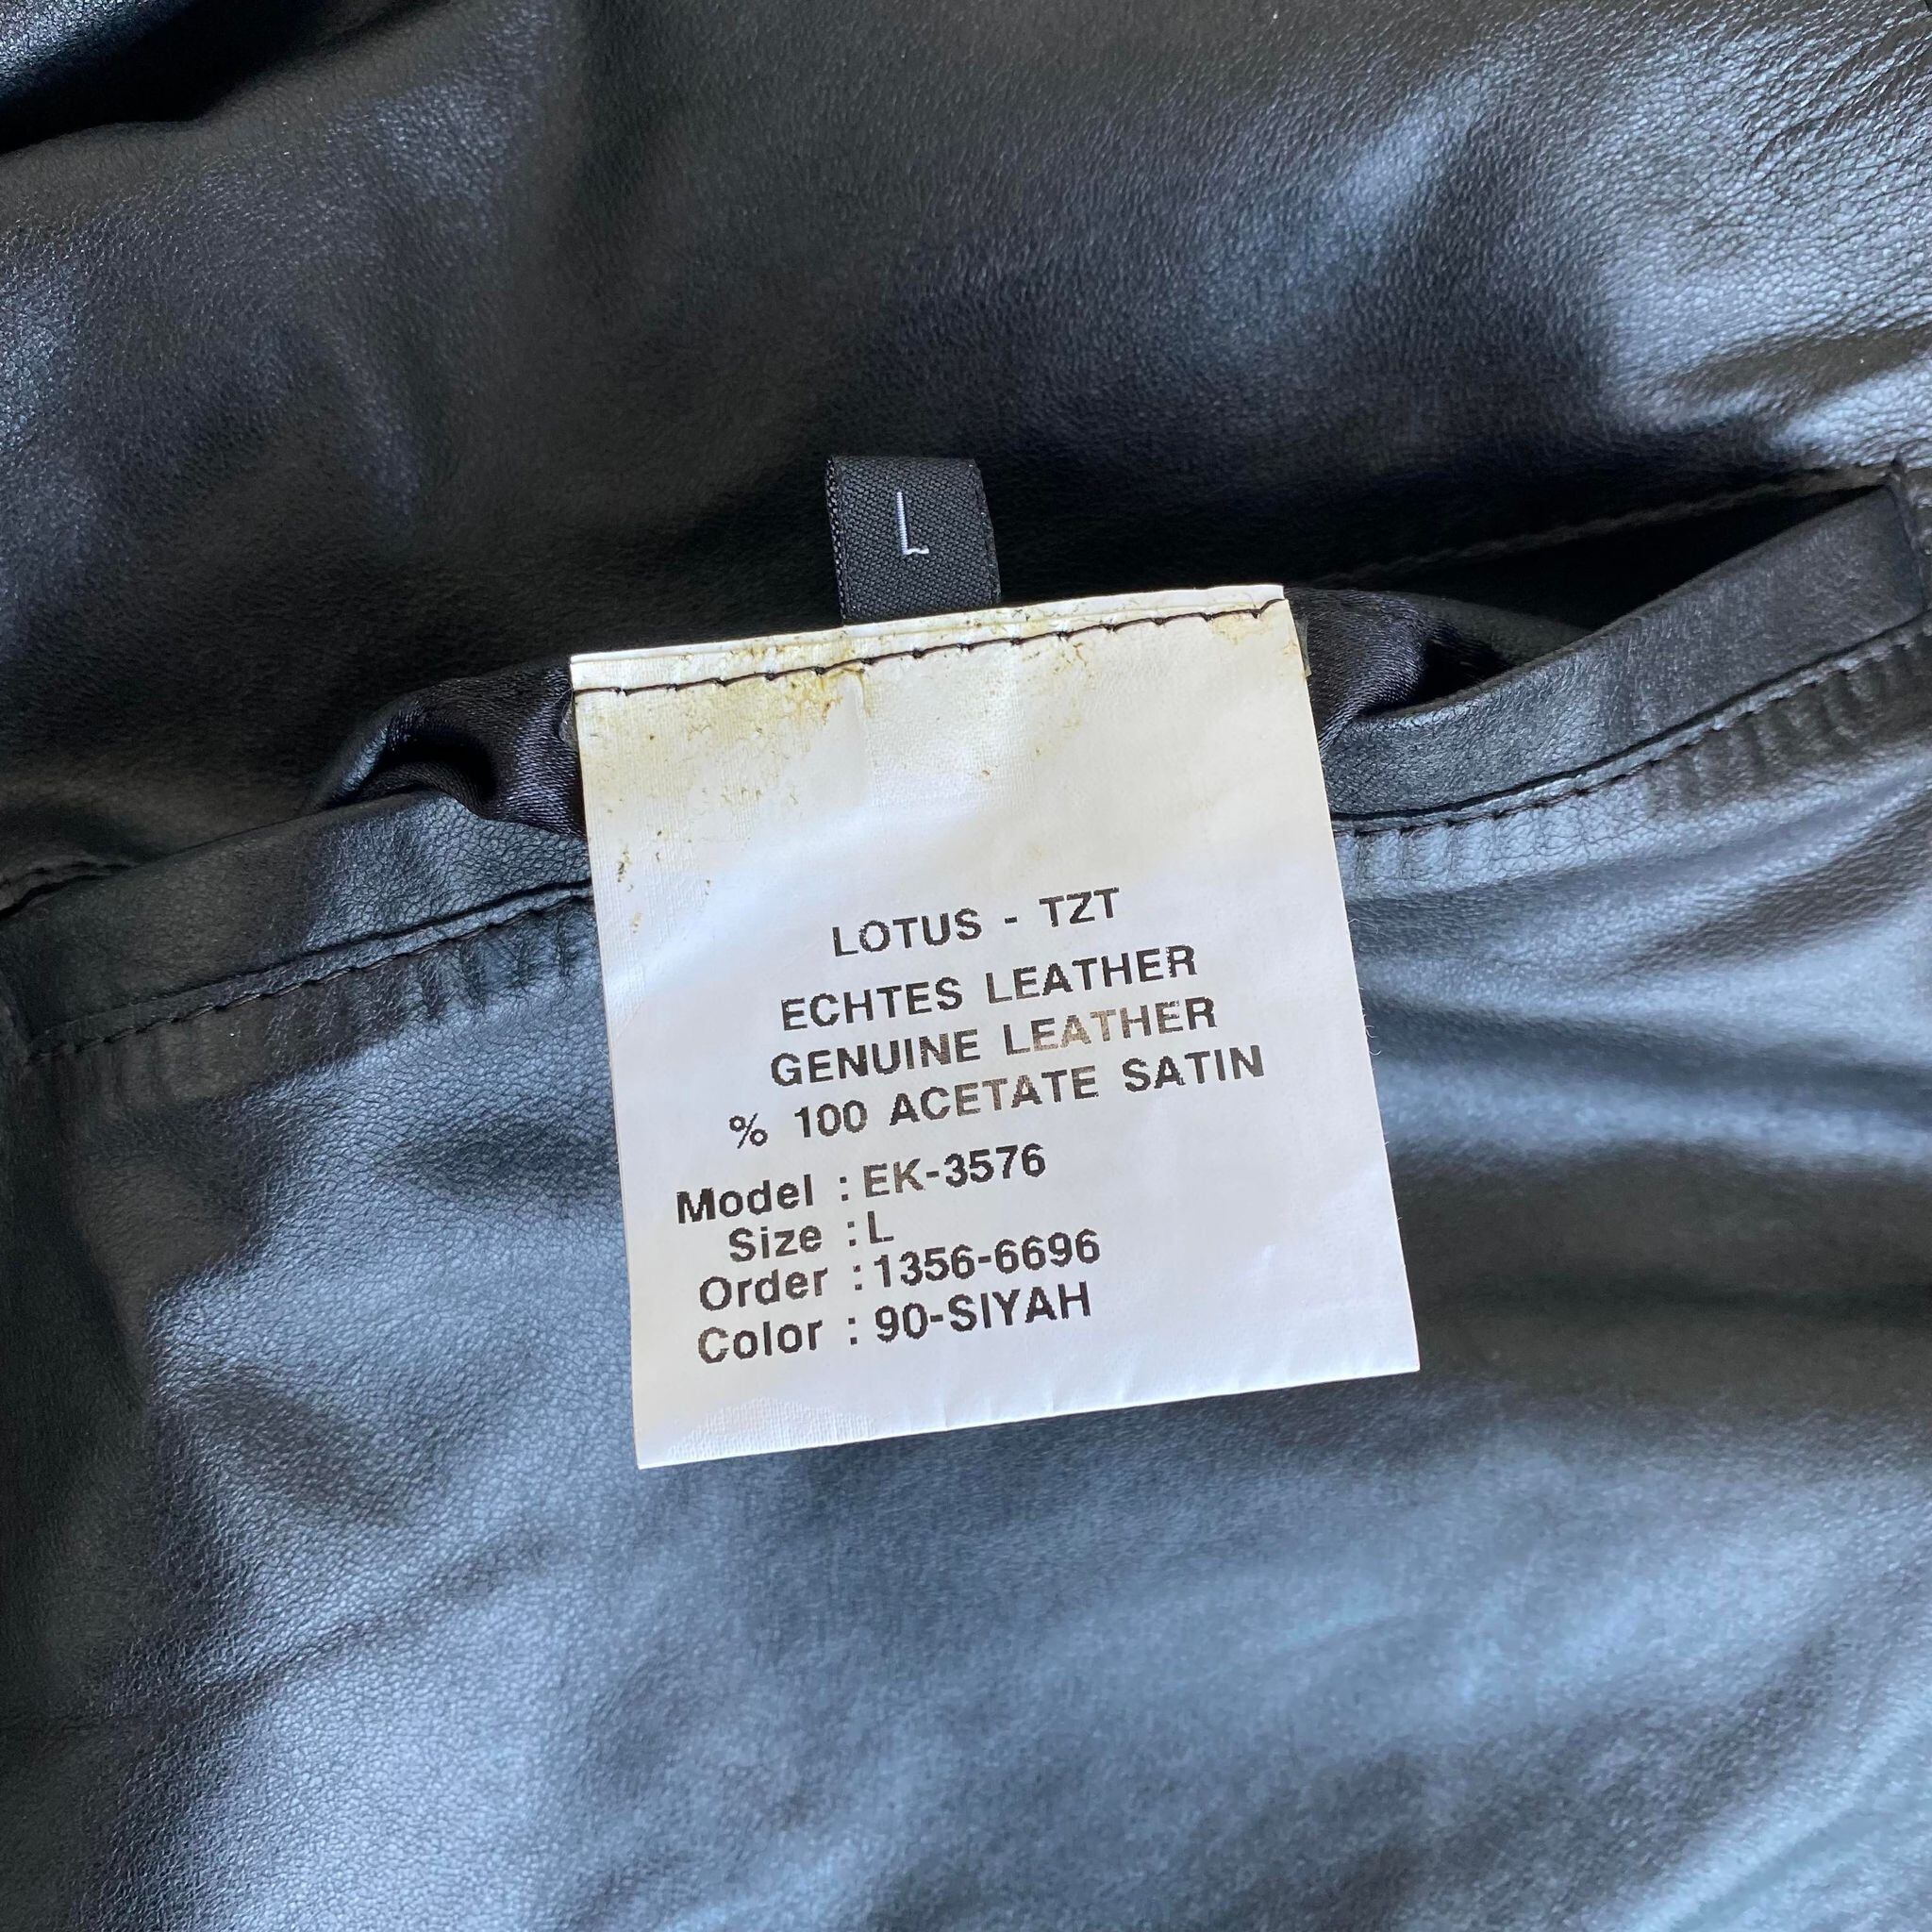 L
LOTUS - TZT
ECHTES LEATHER
GENUINE LEATHER
% 100 ACETATE SATIN
Model : EK-3576
Size : L
Order : 1356-6696
Color : 90-SIYAH